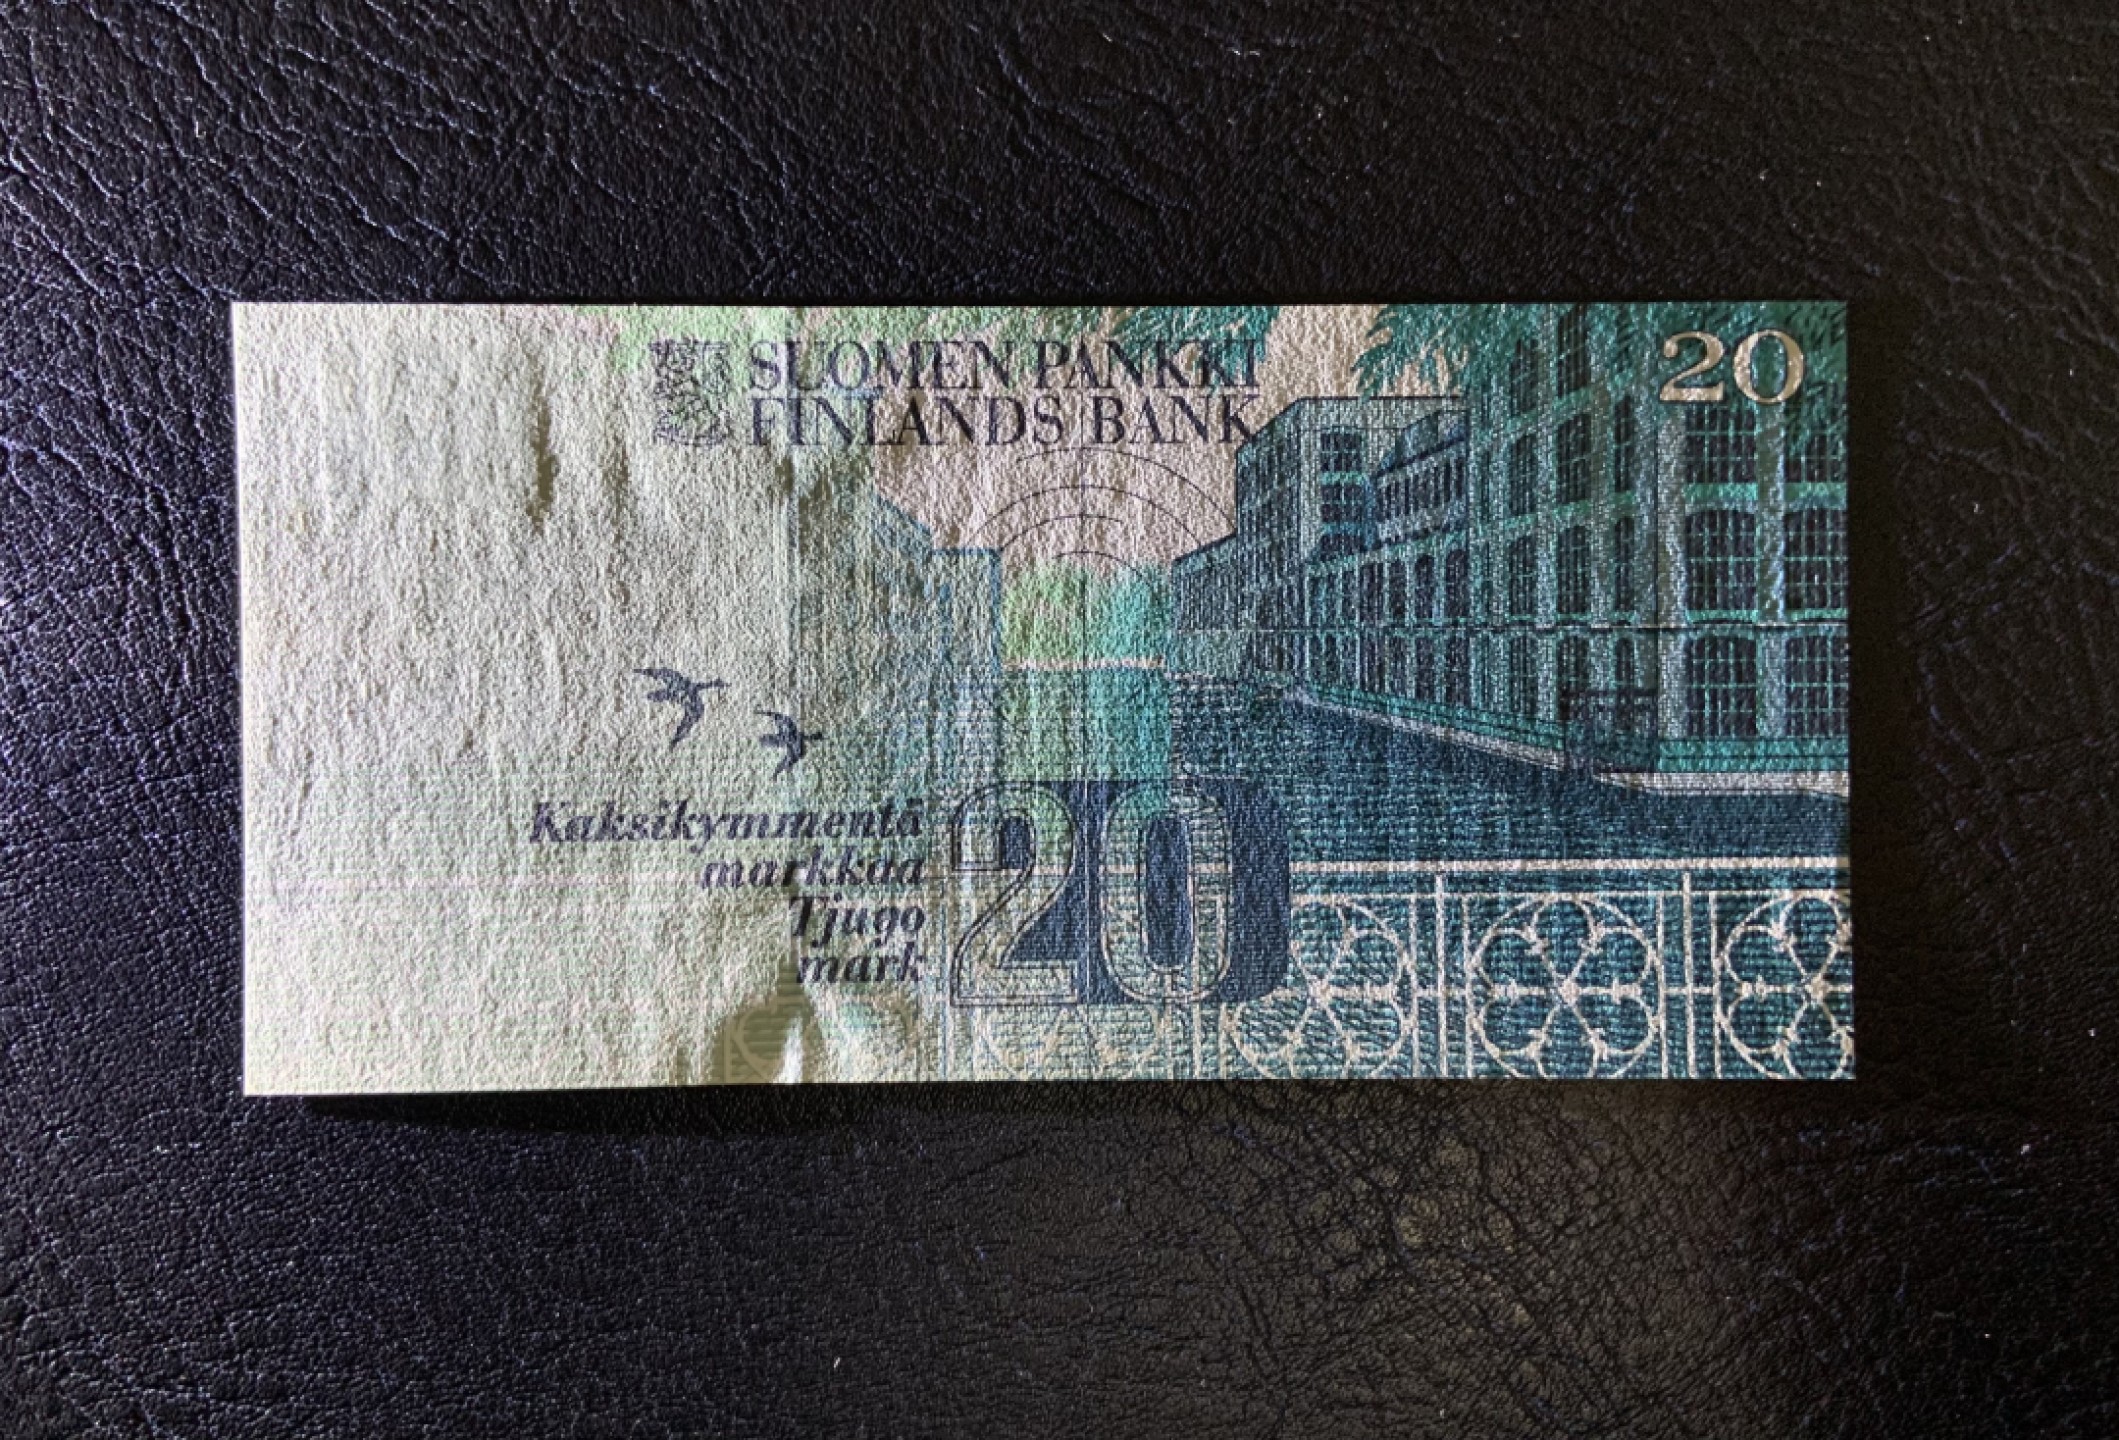 SUOMEN PANKKI
FINLANDS BANK
20
Kaksikymmentä
markkaa
Tjugo
mark
20